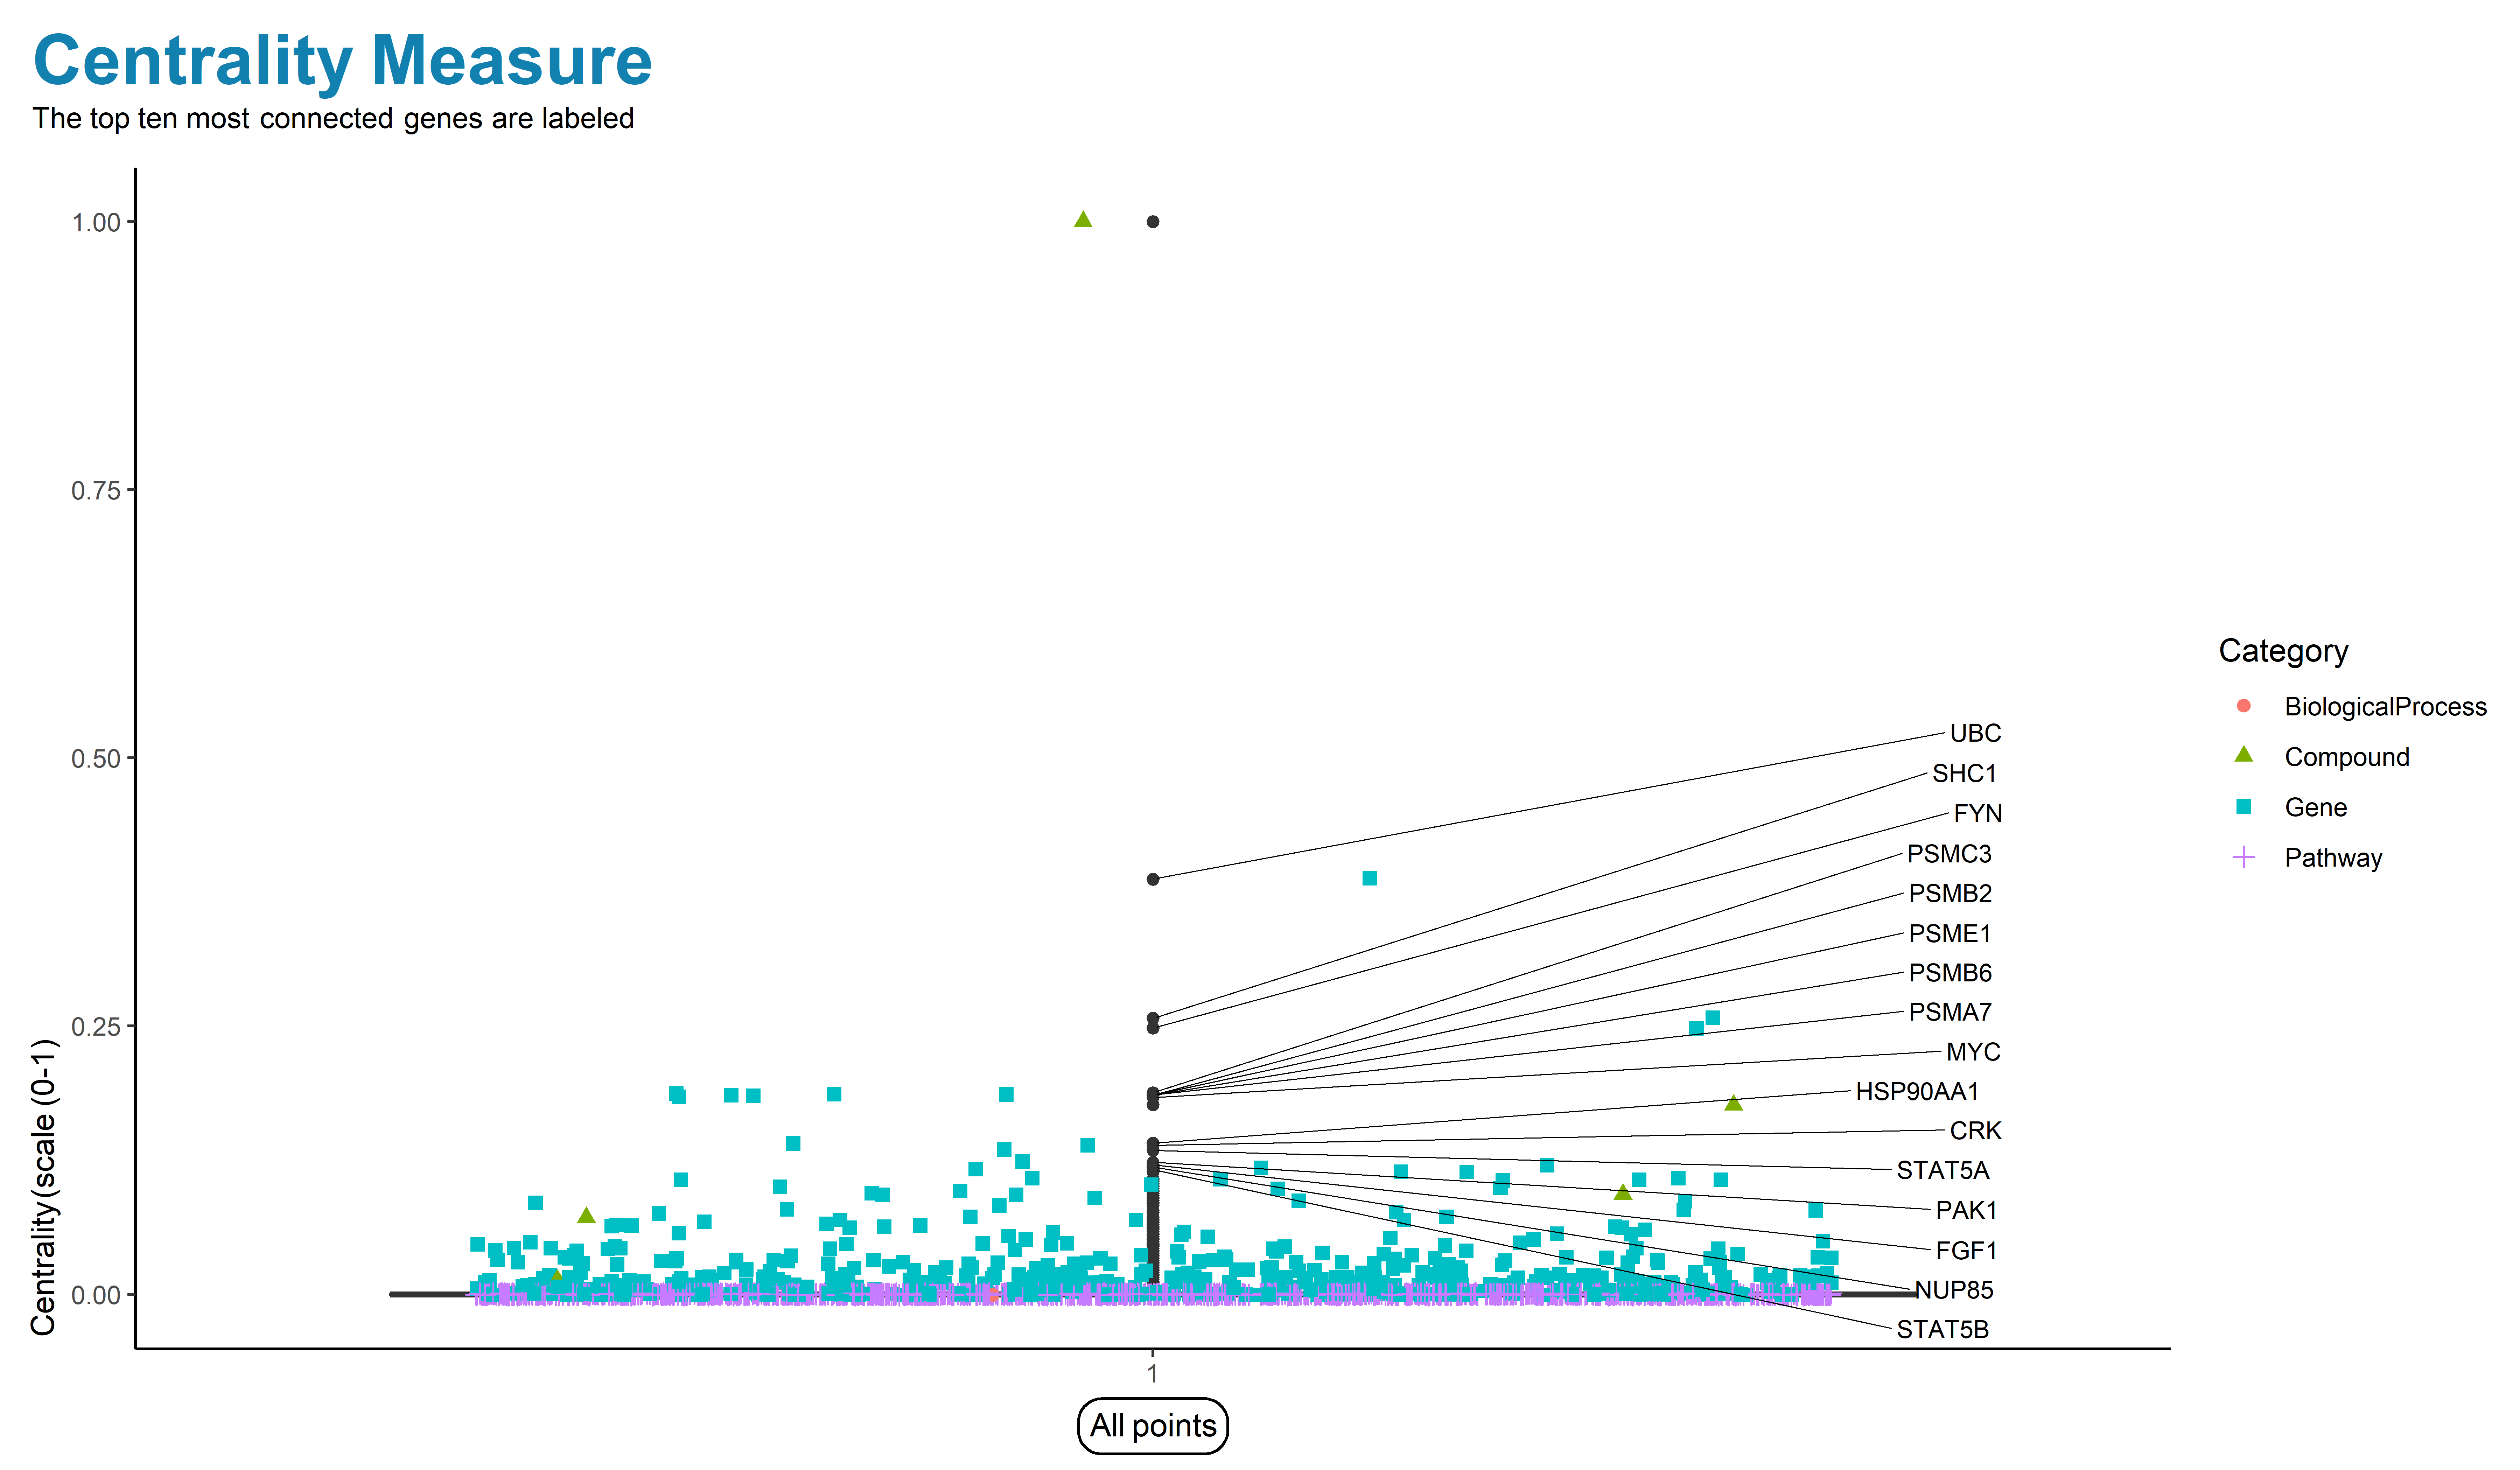 Centrality Measure
The top ten most connected genes are labeled
Centrality(scale (0-1)
1.00
0.75
0.50
0.25
0.00
UBC
SHC1
FYN
PSMC3
PSMB2
PSME1
PSMB6
PSMA7
MYC
HSP90AA1
CRK
STAT5A
PAK1
FGF1
NUP85
STAT5B
1
All points
Category
BiologicalProcess
Compound
Gene
Pathway